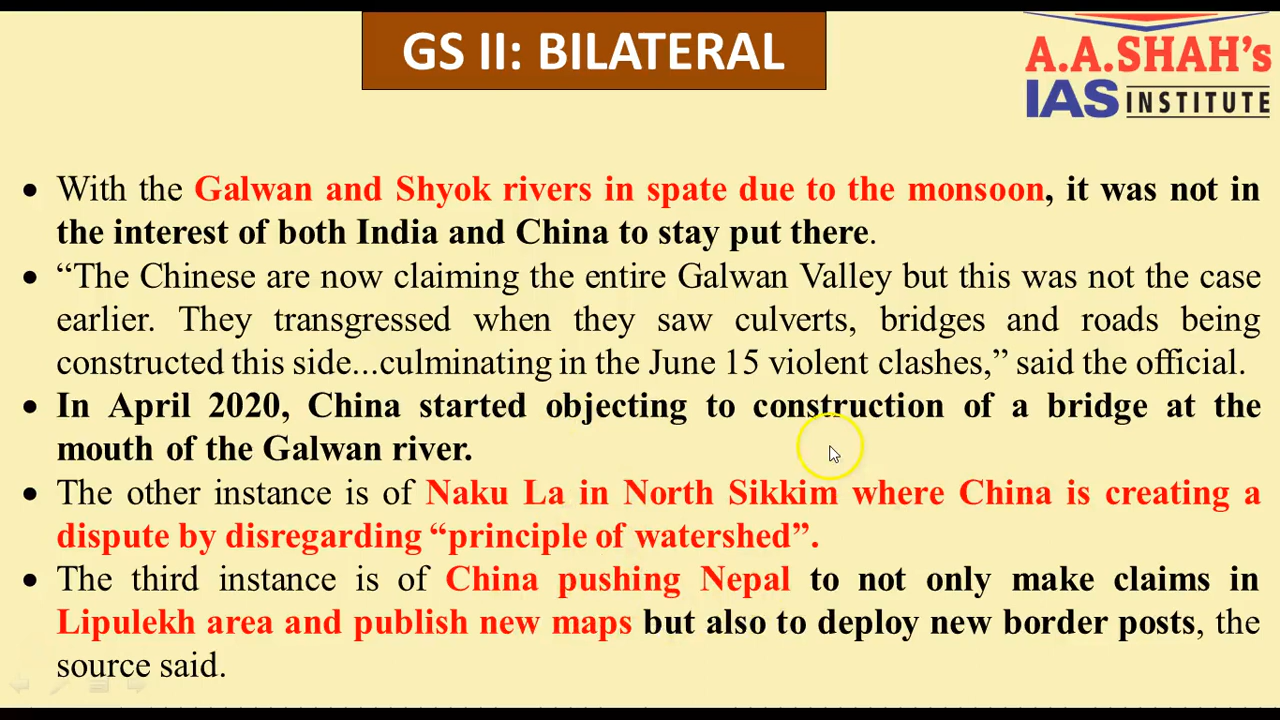 GS II: BILATERAL
A.A.SHAH's
IAS INSTITUTE
• With the Galwan and Shyok rivers in spate due to the monsoon, it was not in
the interest of both India and China to stay put there.
• “The Chinese are now claiming the entire Galwan Valley but this was not the case
earlier. They transgressed when they saw culverts, bridges and roads being
constructed this side...culminating in the June 15 violent clashes,” said the official.
• In April 2020, China started objecting to construction of a bridge at the
mouth of the Galwan river.
• The other instance is of Naku La in North Sikkim where China is creating a
dispute by disregarding “principle of watershed”.
• The third instance is of China pushing Nepal to not only make claims in
Lipulekh area and publish new maps but also to deploy new border posts, the
source said.